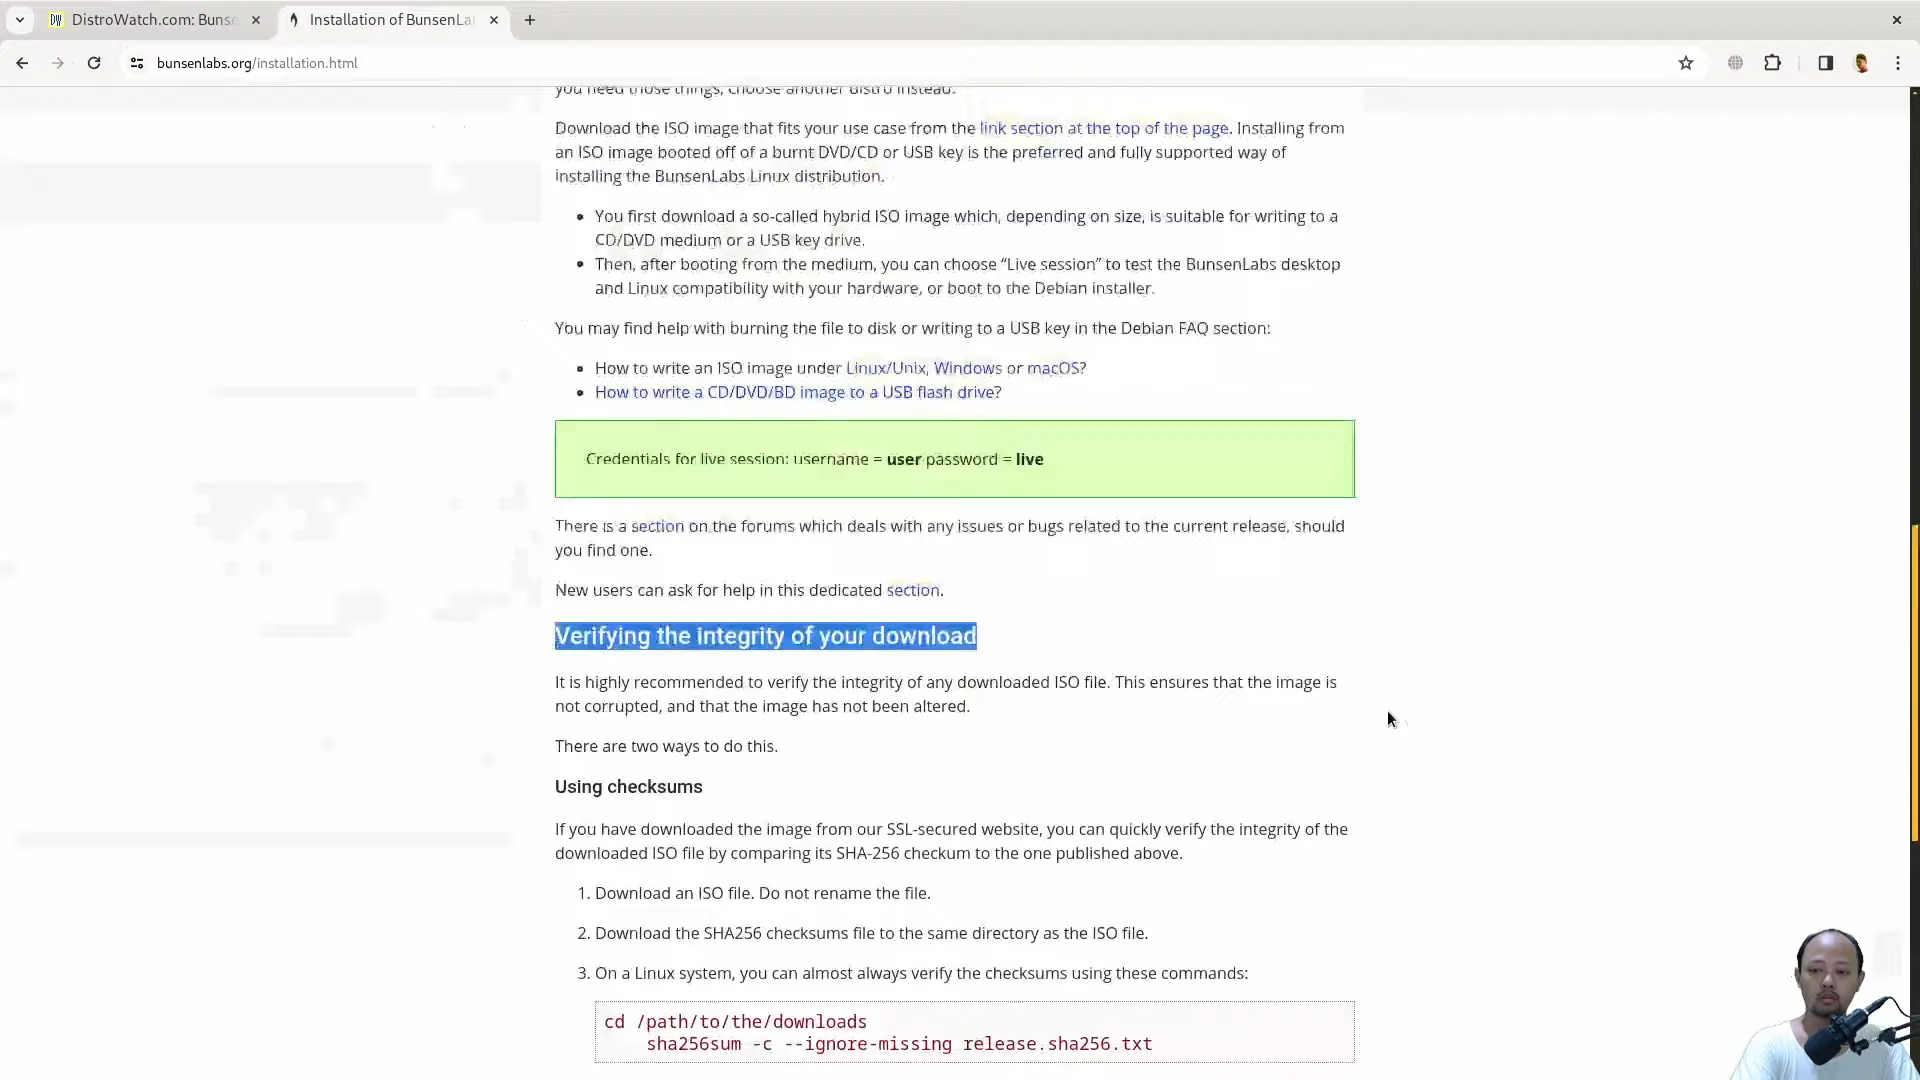 DistroWatch.com: Bunse
Installation of BunsenLa
bunsenlabs.org/installation.html
you need those things, choose another distro instead.
Download the ISO image that fits your use case from the link section at the top of the page. Installing from
an ISO image booted off of a burnt DVD/CD or USB key is the preferred and fully supported way of
installing the BunsenLabs Linux distribution.
• You first download a so-called hybrid ISO image which, depending on size, is suitable for writing to a
CD/DVD medium or a USB key drive.
• Then, after booting from the medium, you can choose “Live session” to test the BunsenLabs desktop
and Linux compatibility with your hardware, or boot to the Debian installer.
You may find help with burning the file to disk or writing to a USB key in the Debian FAQ section:
• How to write an ISO image under Linux/Unix, Windows or macOS?
• How to write a CD/DVD/BD image to a USB flash drive?
Credentials for live session: username = user password = live
There is a section on the forums which deals with any issues or bugs related to the current release, should
you find one.
New users can ask for help in this dedicated section.
Verifying the integrity of your download
It is highly recommended to verify the integrity of any downloaded ISO file. This ensures that the image is
not corrupted, and that the image has not been altered.
There are two ways to do this.
Using checksums
If you have downloaded the image from our SSL-secured website, you can quickly verify the integrity of the
downloaded ISO file by comparing its SHA-256 checkum to the one published above.
1. Download an ISO file. Do not rename the file.
2. Download the SHA256 checksums file to the same directory as the ISO file.
3. On a Linux system, you can almost always verify the checksums using these commands:
cd /path/to/the/downloads
sha256sum -c --ignore-missing release.sha256.txt